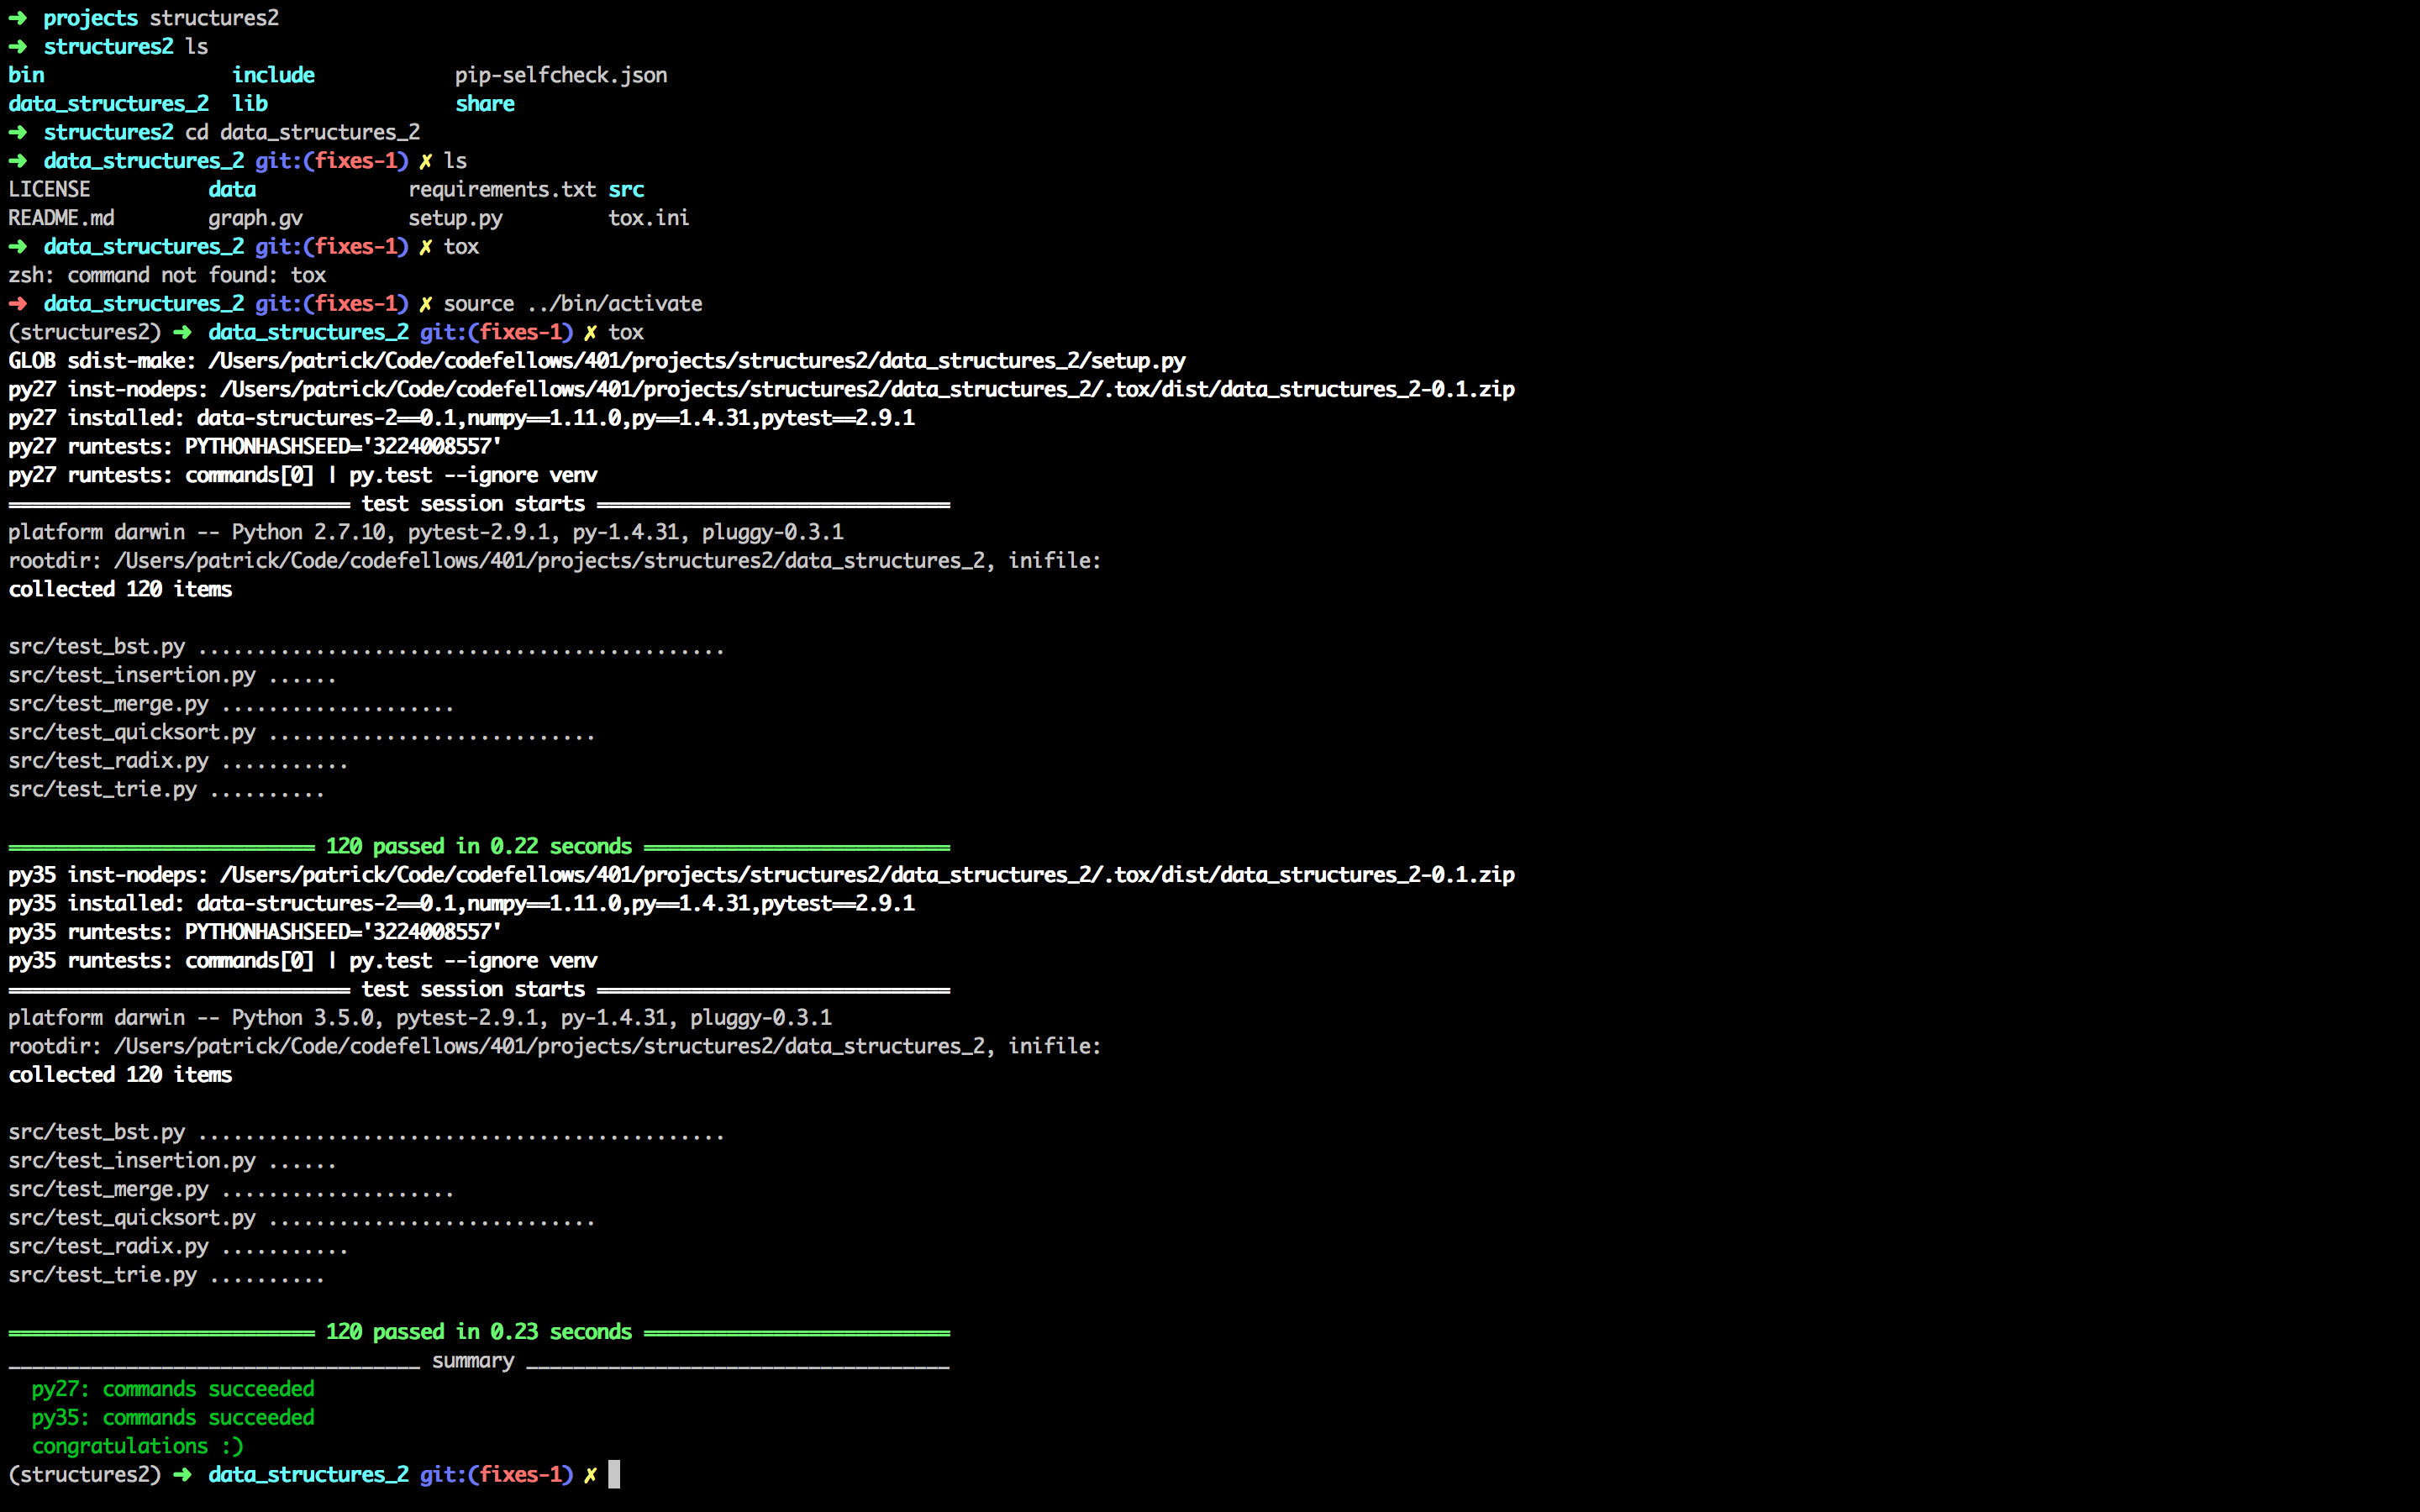 ➜ projects structures2
➜ structures2 ls
bin include pip-selfcheck.json
data_structures_2 lib share
➜ structures2 cd data_structures_2
➜ data_structures_2 git:(fixes-1) ✗ ls
LICENSE data requirements.txt src
README.md graph.gv setup.py tox.ini
➜ data_structures_2 git:(fixes-1) ✗ tox
zsh: command not found: tox
➜ data_structures_2 git:(fixes-1) ✗ source ../bin/activate
(structures2) ➜ data_structures_2 git:(fixes-1) ✗ tox
GLOB sdist-make: /Users/patrick/Code/codefellows/401/projects/structures2/data_structures_2/setup.py
py27 inst-nodeps: /Users/patrick/Code/codefellows/401/projects/structures2/data_structures_2/.tox/dist/data_structures_2-0.1.zip
py27 installed: data-structures-2==0.1,numpy==1.11.0,py==1.4.31,pytest==2.9.1
py27 runtests: PYTHONHASHSEED='3224008557'
py27 runtests: commands[0] | py.test --ignore venv
============================= test session starts ==============================
platform darwin -- Python 2.7.10, pytest-2.9.1, py-1.4.31, pluggy-0.3.1
rootdir: /Users/patrick/Code/codefellows/401/projects/structures2/data_structures_2, inifile:
collected 120 items
src/test_bst.py .............................................
src/test_insertion.py ......
src/test_merge.py ....................
src/test_quicksort.py ............................
src/test_radix.py ...........
src/test_trie.py ..........
========================== 120 passed in 0.22 seconds ==========================
py35 inst-nodeps: /Users/patrick/Code/codefellows/401/projects/structures2/data_structures_2/.tox/dist/data_structures_2-0.1.zip
py35 installed: data-structures-2==0.1,numpy==1.11.0,py==1.4.31,pytest==2.9.1
py35 runtests: PYTHONHASHSEED='3224008557'
py35 runtests: commands[0] | py.test --ignore venv
============================= test session starts ==============================
platform darwin -- Python 3.5.0, pytest-2.9.1, py-1.4.31, pluggy-0.3.1
rootdir: /Users/patrick/Code/codefellows/401/projects/structures2/data_structures_2, inifile:
collected 120 items
src/test_bst.py .............................................
src/test_insertion.py ......
src/test_merge.py ....................
src/test_quicksort.py ............................
src/test_radix.py ...........
src/test_trie.py ..........
========================== 120 passed in 0.23 seconds ==========================
___________________________________ summary ____________________________________
py27: commands succeeded
py35: commands succeeded
congratulations :)
(structures2) ➜ data_structures_2 git:(fixes-1) ✗